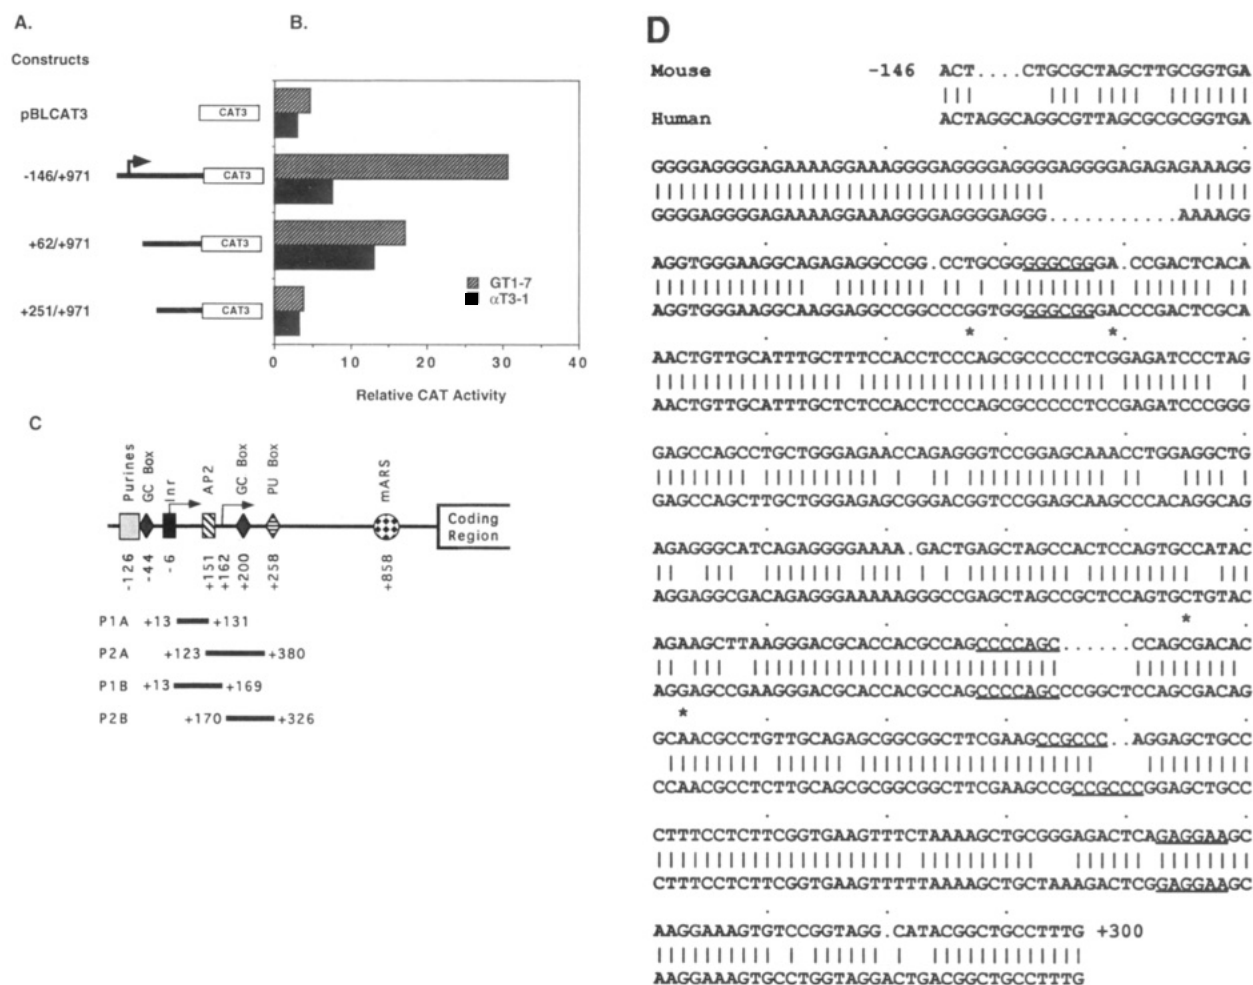 A.
B.
Constructs
pBLCAT3
CAT3
-146/+971
CAT3
+62/+971
CAT3
+251/+971
CAT3
GT1-7
αT3-1
0 10 20 30 40
Relative CAT Activity
C
Purines
GC Box
Inr
AP2
GC Box
PU Box
mARS
Coding
Region
-126
-44
-6
+151
+162
+200
+258
+858
P1A +13 +131
P2A +123 +380
P1B +13 +169
P2B +170 +326
D
Mouse -146 ACT....CTGCGCTAGCTTGCGGTGA
Human ACTAGGCAGGCGTTAGCGCGCGGTGA
GGGGAGGGGAGAAAAGGAAAGGGGAGGGGAGGGGAGGGGAGAGAGAAAGG
GGGGAGGGGAGAAAAGGAAAGGGGAGGGGAGGG...........AAAAGG
AGGTGGGAAGGCAGAGAGGCCGG.CCTGCGGGGGCGGGA.CCGACTCACA
AGGTGGGAAGGCAAGGAGGCCGGCCCGGTGGGGGCGGGACCCGACTCGCA
* *
AACTGTTGCATTTGCTTTCCACCTCCCAGCGCCCCCTCGGAGATCCCTAG
AACTGTTGCATTTGCTCTCCACCTCCCAGCGCCCCCTCCGAGATCCCGGG
GAGCCAGCCTGCTGGGAGAACCAGAGGGTCCGGAGCAAACCTGGAGGCTG
GAGCCAGCTTGCTGGGAGAGCGGGACGGTCCGGAGCAAGCCCACAGGCAG
AGAGGGCATCAGAGGGGAAAA.GACTGAGCTAGCCACTCCAGTGCCATAC
AGGAGGCGACAGAGGGAAAAAGGGCCGAGCTAGCCGCTCCAGTGCTGTAC
*
AGAAGCTTAAGGGACGCACCACGCCAGCCCCAGC......CCAGCGACAC
AGGAGCCGAAGGGACGCACCACGCCAGCCCCAGCCCGGCTCCAGCGACAG
*
GCAACGCCTGTTGCAGAGCGGCGGCTTCGAAGCCGCCC..AGGAGCTGCC
CCAACGCCTCTTGCAGCGCGGCGGCTTCGAAGCCGCCGCCCGGAGCTGCC
CTTTCCTCTTCGGTGAAGTTTCTAAAAGCTGCGGGAGACTCAGAGGAAGC
CTTTCCTCTTCGGTGAAGTTTTTAAAAGCTGCTAAAGACTCGGAGGAAGC
AAGGAAAGTGTCCGGTAGG.CATACGGCTGCCTTTG +300
AAGGAAAGTGCCTGGTAGGACTGACGGCTGCCTTTG